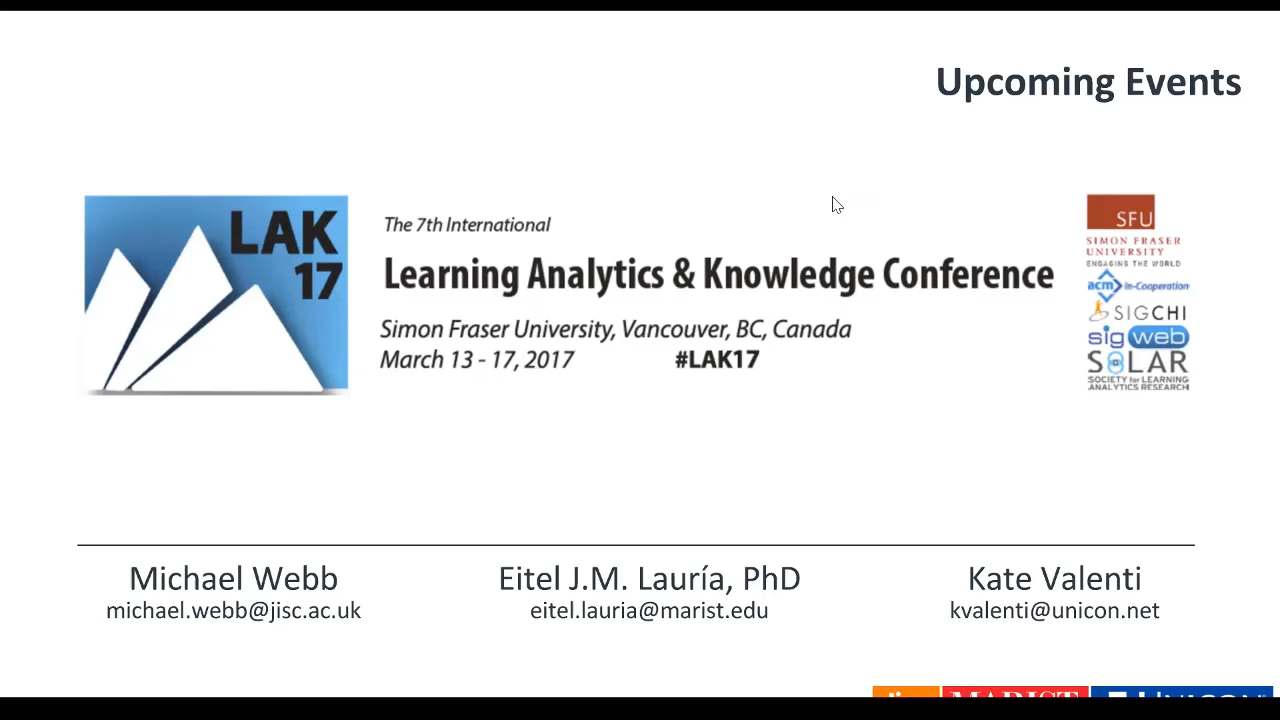 Upcoming Events
LAK
17
The 7th International
Learning Analytics & Knowledge Conference
Simon Fraser University, Vancouver, BC, Canada
March 13 - 17, 2017 #LAK17
SFU
SIMON FRASER
UNIVERSITY
ENGAGING THE WORLD
acm In-Cooperation
SIGCHI
sig web
SOLAR
SOCIETY for LEARNING
ANALYTICS RESEARCH
Michael Webb
michael.webb@jisc.ac.uk
Eitel J.M. Lauría, PhD
eitel.lauria@marist.edu
Kate Valenti
kvalenti@unicon.net
MARIST
UNICON